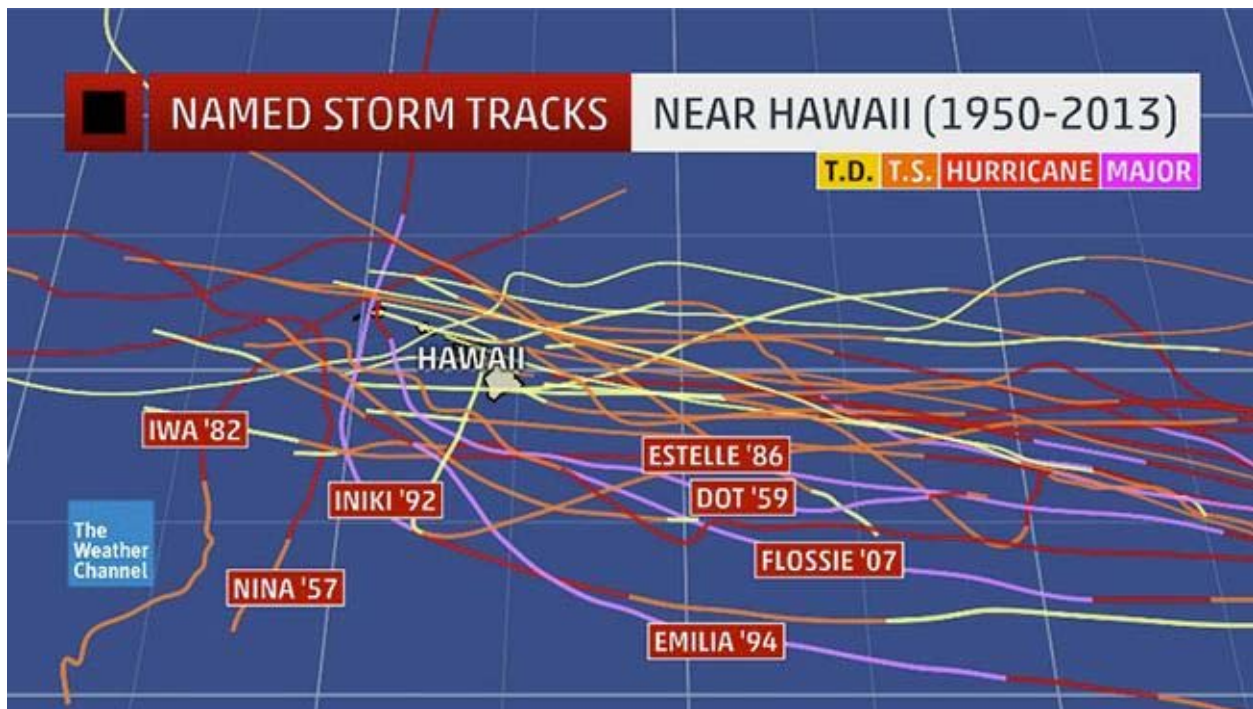 NAMED STORM TRACKS NEAR HAWAII (1950-2013)
T.D. T.S. HURRICANE MAJOR
HAWAII
IWA '82
ESTELLE '86
INIKI '92
DOT '59
The
Weather
Channel
FLOSSIE '07
NINA '57
EMILIA '94